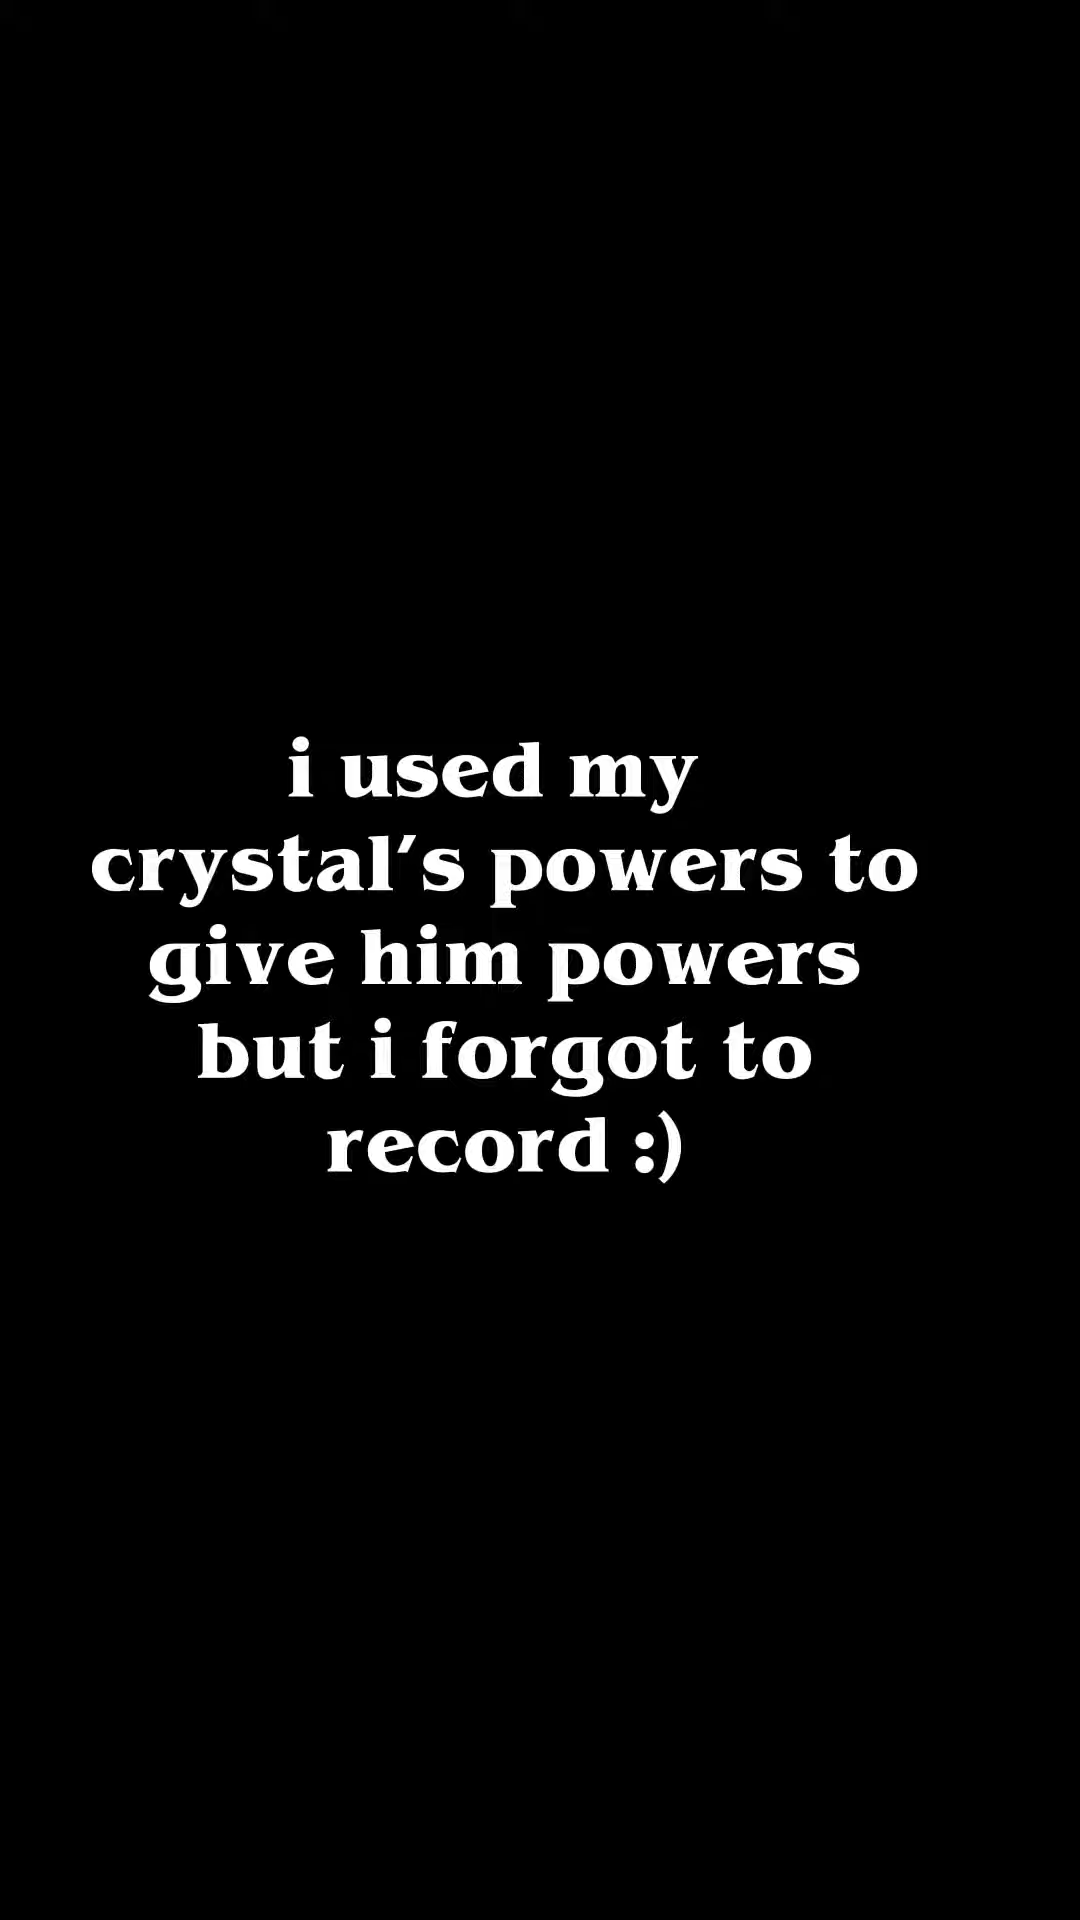 i used my
crystal's powers to
give him powers
but i forgot to
record :)